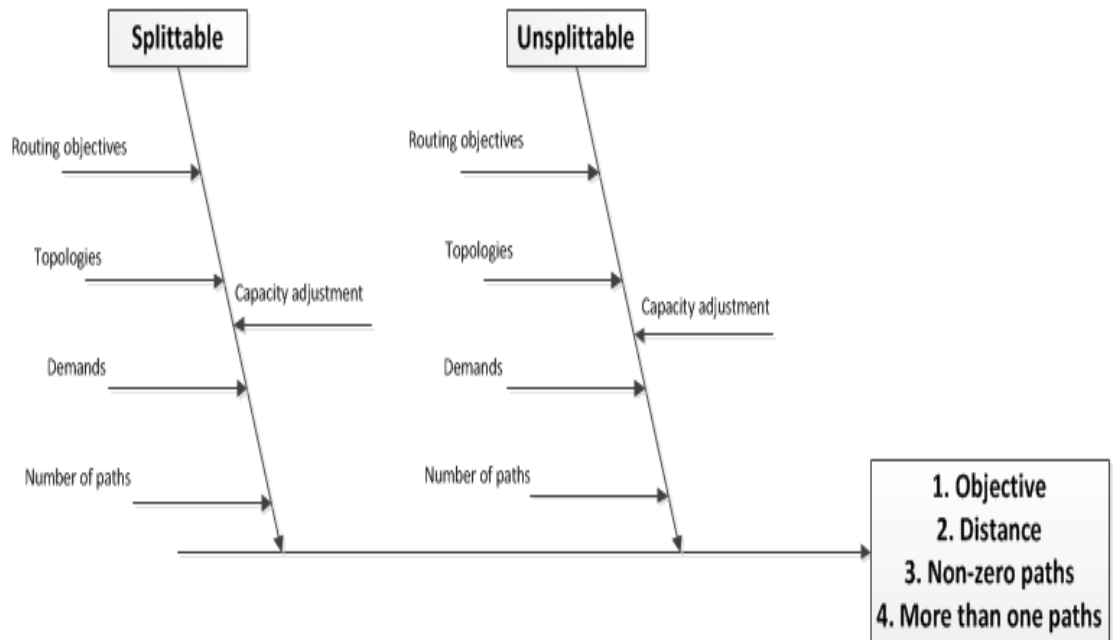 Splittable
Unsplittable
Routing objectives
Routing objectives
Topologies
Topologies
Capacity adjustment
Capacity adjustment
Demands
Demands
Number of paths
Number of paths
1. Objective
2. Distance
3. Non-zero paths
4. More than one paths